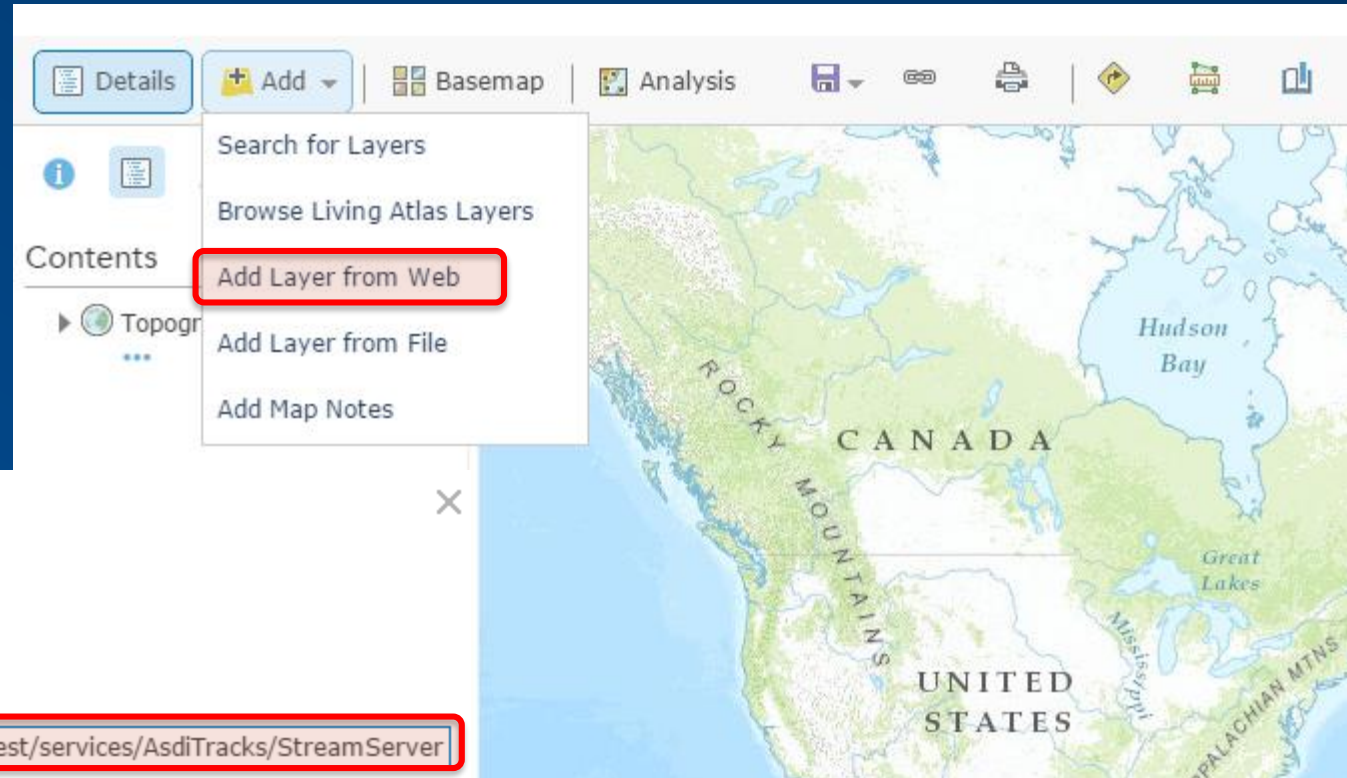 Details Add Basemap Analysis
Search for Layers
Browse Living Atlas Layers
Contents
Add Layer from Web
Topogr
Add Layer from File
Add Map Notes
Hudson
Bay
ROCKY MOUNTAINS
CANADA
Great
Lakes
Mississippi
UNITED
STATES
PALACHIAN MTNS
est/services/AsdiTracks/StreamServer